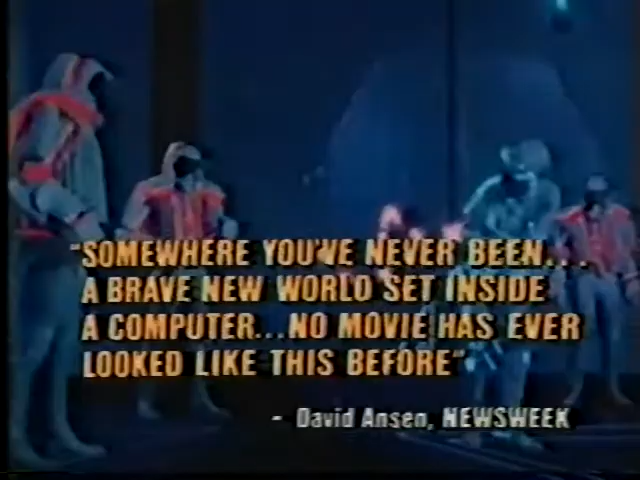 "SOMEWHERE YOU'VE NEVER BEEN...
A BRAVE NEW WORLD SET INSIDE
A COMPUTER...NO MOVIE HAS EVER
LOOKED LIKE THIS BEFORE"
- David Ansen, NEWSWEEK